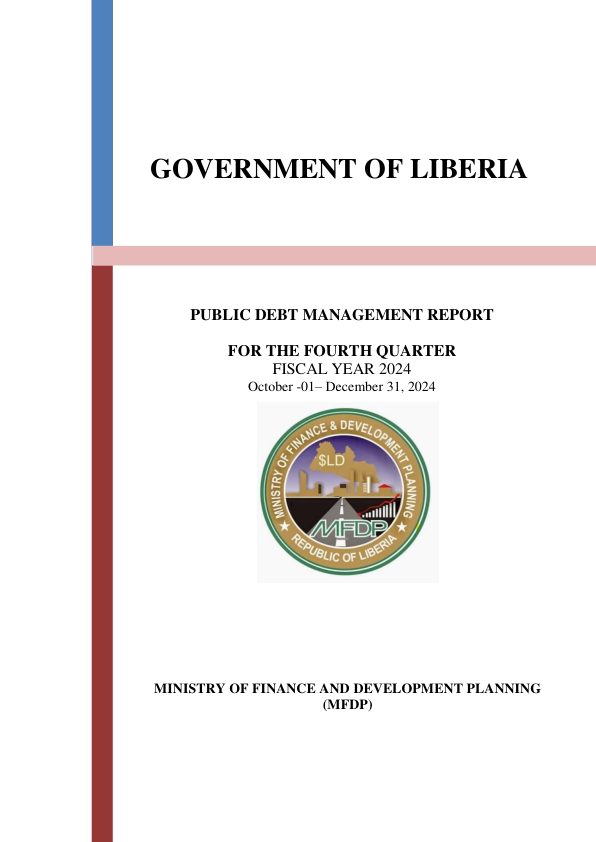 GOVERNMENT OF LIBERIA
PUBLIC DEBT MANAGEMENT REPORT
FOR THE FOURTH QUARTER
FISCAL YEAR 2024
October -01– December 31, 2024
MINISTRY OF FINANCE & DEVELOPMENT PLANNING
$LD
MFDP
REPUBLIC OF LIBERIA
MINISTRY OF FINANCE AND DEVELOPMENT PLANNING
(MFDP)